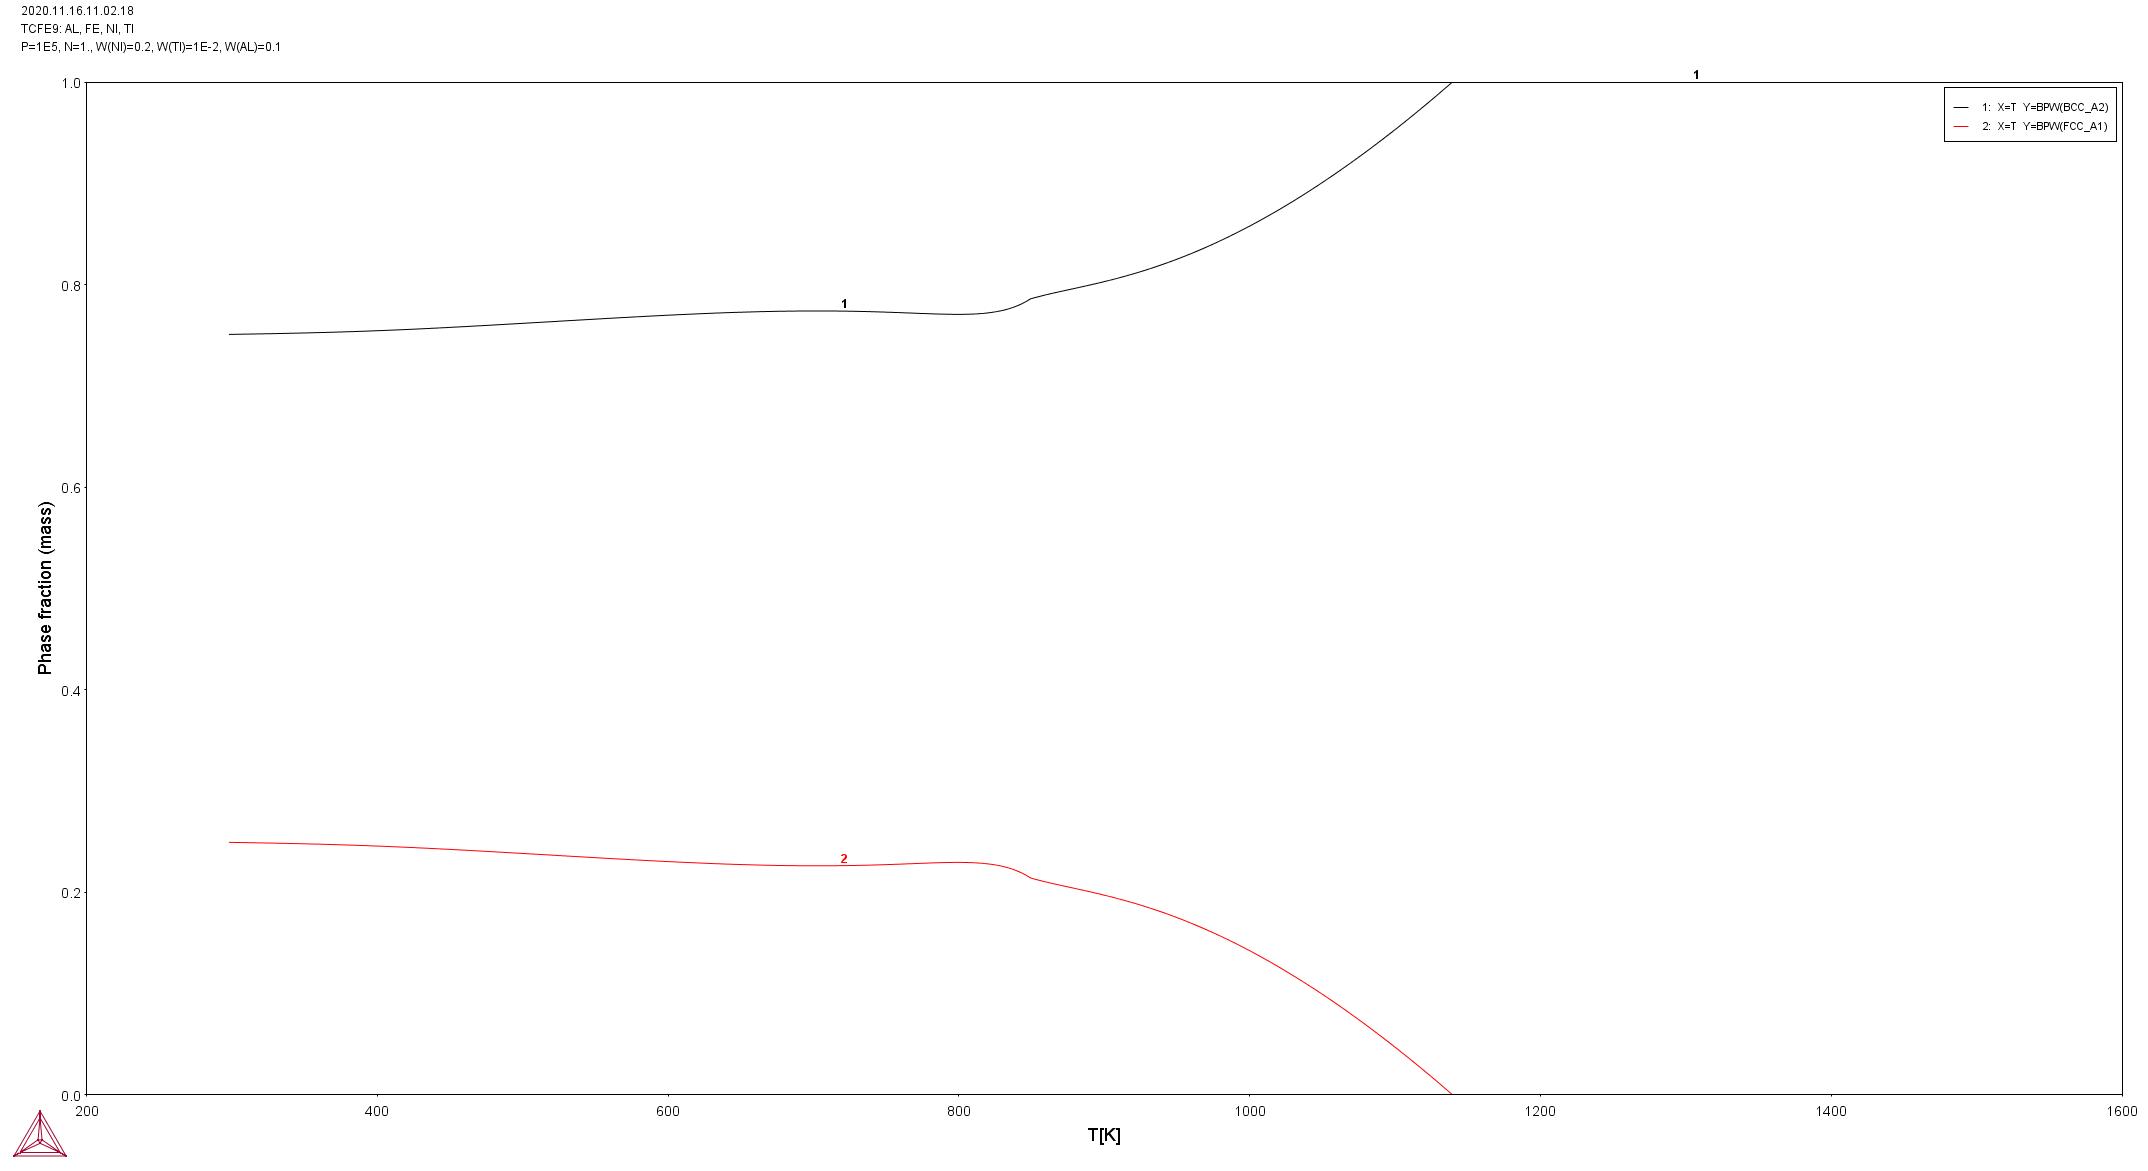 2020.11.16.11.02.18
TCFE9: AL, FE, NI, TI
P=1E5, N=1., W(NI)=0.2, W(TI)=1E-2, W(AL)=0.1
1
1.0
1: X=T Y=BPW(BCC_A2)
2: X=T Y=BPW(FCC_A1)
0.8
1
0.6
Phase fraction (mass)
0.4
2
0.2
0.0
200 400 600 800 1000 1200 1400 1600
T[K]